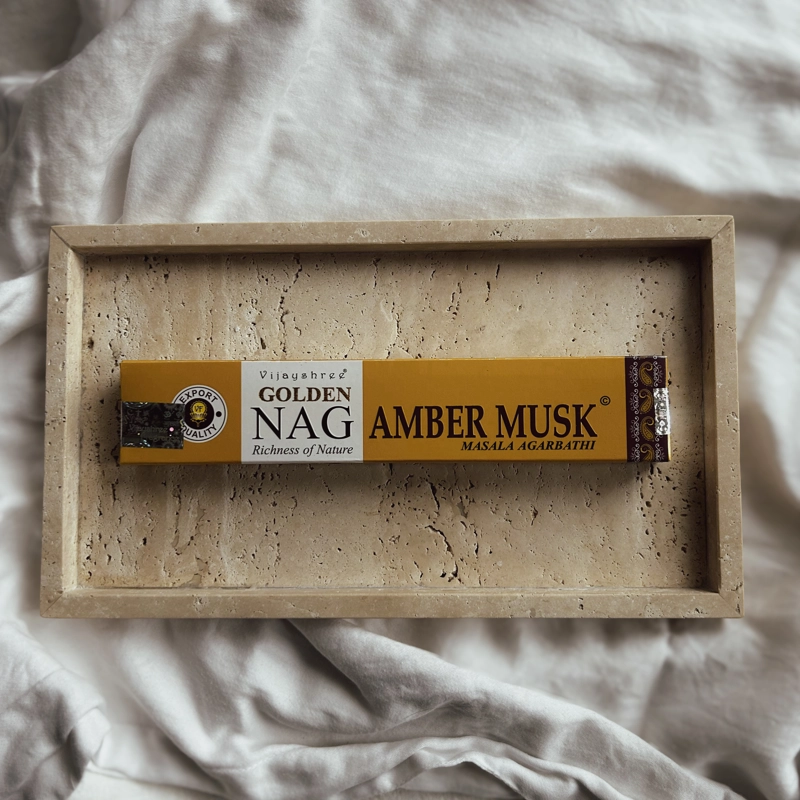 EXPORT
QUALITY
Vijayshree®
GOLDEN
NAG
Richness of Nature
AMBER MUSK©
MASALA AGARBATHI